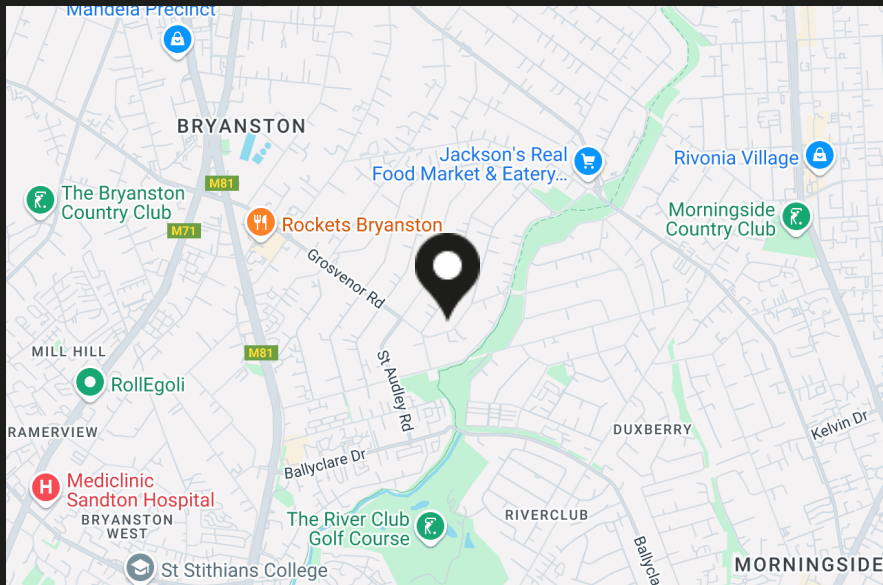 Mandela Precinct
BRYANSTON
Jackson's Real
Food Market & Eatery...
Rivonia Village
M81
The Bryanston
Country Club
Morningside
Country Club
Rockets Bryanston
M71
Grosvenor Rd
MILL HILL
M81
RollEgoli
St Audley Rd
RAMERVIEW
DUXBERRY
Kelvin Dr
Ballyclare Dr
H
Mediclinic
Sandton Hospital
BRYANSTON
WEST
The River Club
Golf Course
RIVERCLUB
Ballycla
St Stithians College
MORNINGSIDE